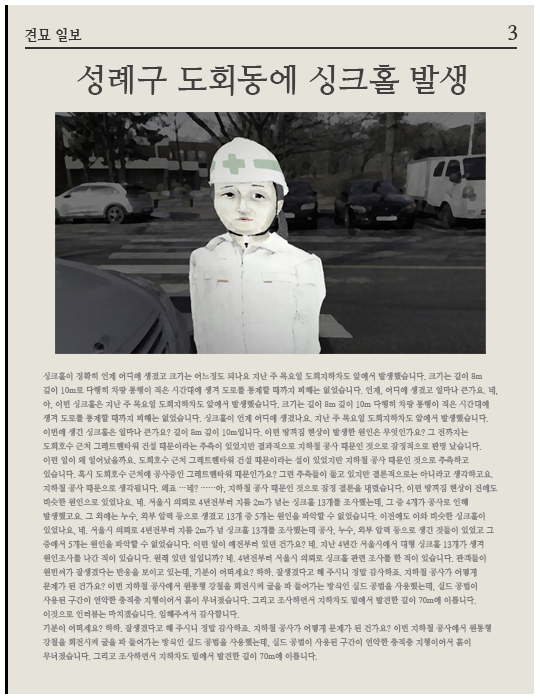 견묘 일보
3
성례구 도회동에 싱크홀 발생
싱크홀이 정확히 언제 어디에 생겼고 크기는 어느정도 되나요 지난 주 목요일 도회지하차도 앞에서 발생했습니다. 크기는 깊이 8m
길이 10m로 다행히 차량 통행이 적은 시간대에 생겨 도로를 통제할 때까지 피해는 없었습니다. 언제, 어디에 생겼고 얼마나 큰가요. 네,
아, 이번 싱크홀은 지난 주 목요일 도회지하차도 앞에서 발생했습니다. 크기는 깊이 8m 길이 10m 다행히 차량 통행이 적은 시간대에
생겨 도로를 통제할 때까지 피해는 없었습니다. 싱크홀이 언제 어디에 생겼나요. 지난 주 목요일 도회지하차도 앞에서 발생했습니다.
이번에 생긴 싱크홀은 얼마나 큰가요? 깊이 8m 길이 10m입니다. 이런 땅꺼짐 현상이 발생한 원인은 무엇인가요? 그 전까지는
도회호수 근처 그레트맨타워 건설 때문이라는 추측이 있었지만 결과적으로 지하철 공사 때문인 것으로 잠정적으로 판명 났습니다.
이런 일이 왜 일어났을까요. 도회호수 근처 그레트맨타워 건설 때문이라는 설이 있었지만 지하철 공사 때문인 것으로 추측하고
있습니다. 혹시 도회호수 근처에 공사중인 그레트맨타워 때문인가요? 그런 추측들이 돌고 있지만 결론적으로는 아니라고 생각하고요.
지하철 공사 때문으로 생각됩니다. 왜죠 …네? ……아, 지하철 공사 때문인 것으로 잠정 결론을 내렸습니다. 이런 땅꺼짐 현상이 전에도
비슷한 원인으로 있었나요. 네. 서울시 의뢰로 4년전부터 지름 2m가 넘는 싱크홀 13개를 조사했는데, 그 중 4개가 공사로 인해
발생했고요. 그 외에는 누수, 외부 압력 등으로 생겼고 13개 중 5개는 원인을 파악할 수 없었습니다. 이전에도 이와 비슷한 싱크홀이
있었나요. 네. 서울시 의뢰로 4년전부터 지름 2m가 넘 싱크홀 13개를 조사했는데 공사, 누수, 외부 압력 등으로 생긴 것들이 있었고 그
중에서 5개는 원인을 파악할 수 없었습니다. 이런 일이 예전부터 있던 건가요? 네. 지난 4년간 서울시에서 대형 싱크홀 13개가 생겨
원인조사를 나간 적이 있습니다. 원래 있던 일입니까? 네. 4년전부터 서울시 의뢰로 싱크홀 관련 조사를 한 적이 있습니다. 관객들이
원빈어가 잘생겼다는 반응을 보이고 있는데, 기분이 어떠세요? 하하. 잘생겼다고 해 주시니 정말 감사하죠. 지하철 공사가 어떻게
문제가 된 건가요? 이번 지하철 공사에서 원통형 강철을 회전시켜 굴을 파 들어가는 방식인 실드 공법을 사용했는데, 실드 공법이
사용된 구간이 연약한 충적층 지형이어서 흙이 무너졌습니다. 그리고 조사하면서 지하차도 밑에서 발견한 길이 70m에 이릅니다.
이것으로 인터뷰는 마치겠습니다. 임해주셔서 감사합니다.
기분이 어떠세요? 하하. 잘생겼다고 해 주시니 정말 감사하죠. 지하철 공사가 어떻게 문제가 된 건가요? 이번 지하철 공사에서 원통형
강철을 회전시켜 굴을 파 들어가는 방식인 실드 공법을 사용했는데, 실드 공법이 사용된 구간이 연약한 충적층 지형이어서 흙이
무너졌습니다. 그리고 조사하면서 지하차도 밑에서 발견한 길이 70m에 이릅니다.